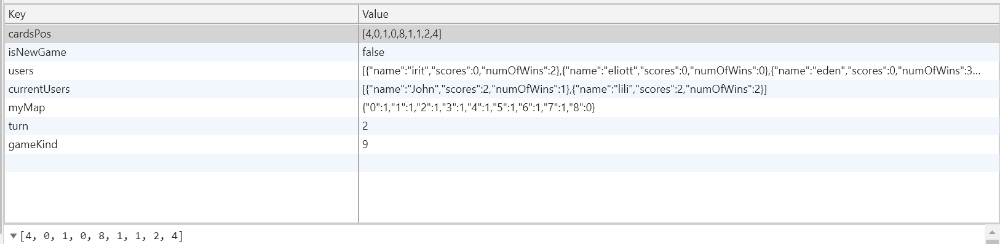 Key Value
cardsPos [4,0,1,0,8,1,1,2,4]
isNewGame false
users [{"name":"irit","scores":0,"numOfWins":2},{"name":"eliott","scores":0,"numOfWins":0},{"name":"eden","scores":0,"numOfWins":3...
currentUsers [{"name":"John","scores":2,"numOfWins":1},{"name":"lili","scores":2,"numOfWins":2}]
myMap {"0":1,"1":1,"2":1,"3":1,"4":1,"5":1,"6":1,"7":1,"8":0}
turn 2
gameKind 9
[4, 0, 1, 0, 8, 1, 1, 2, 4]